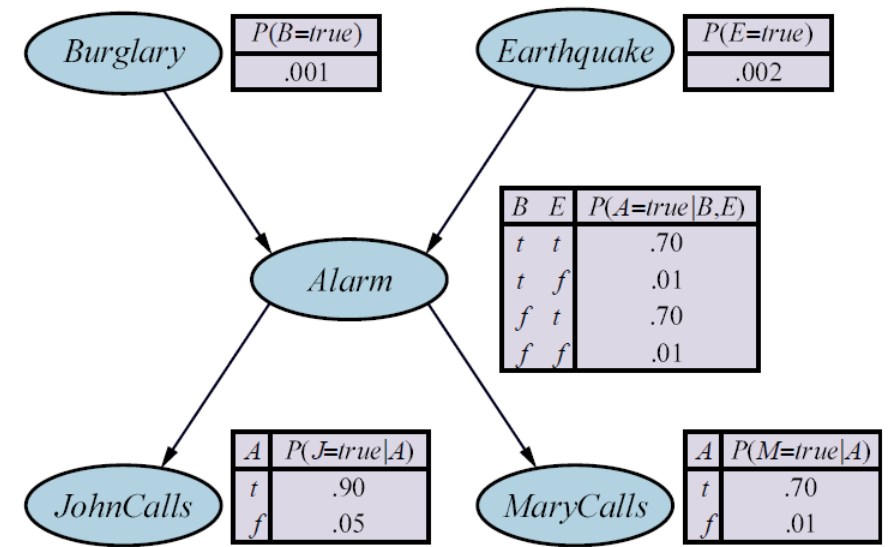 Burglary
P(B=true)
.001
Earthquake
P(E=true)
.002
B E P(A=true|B,E)
t t .70
t f .01
f t .70
f f .01
Alarm
A P(J=true|A)
t .90
f .05
JohnCalls
A P(M=true|A)
t .70
f .01
MaryCalls